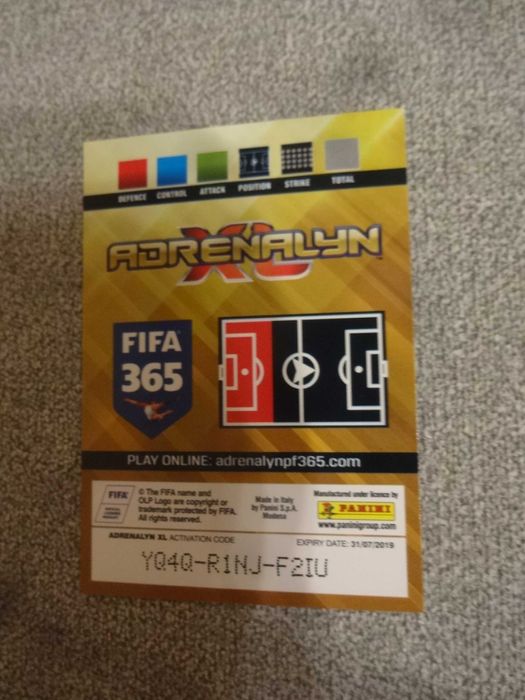 DEFENCE CONTROL ATTACK POSITION STRIKE TOTAL
ADRENALYN
XL
FIFA
365
PLAY ONLINE: adrenalynpf365.com
FIFA
© The FIFA name and
OLP Logo are copyright or
trademark protected by FIFA.
All rights reserved.
Made in Italy
by Panini S.p.A.
Modena
Manufactured under licence by
PANINI
www.paninigroup.com
ADRENALYN XL ACTIVATION CODE
EXPIRY DATE: 31/07/2019
YQ4Q-R1NJ-F2IU